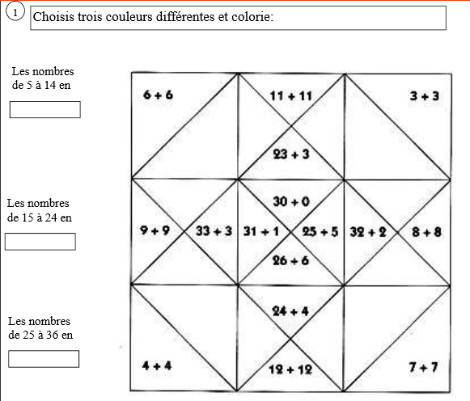 1
Choisis trois couleurs différentes et colorie:
Les nombres
de 5 à 14 en
Les nombres
de 15 à 24 en
Les nombres
de 25 à 36 en
6 + 6 11 + 11 3 + 3
23 + 3
30 + 0
9 + 9 33 + 3 31 + 1 25 + 5 32 + 2 8 + 8
26 + 6
24 + 4
4 + 4 12 + 12 7 + 7